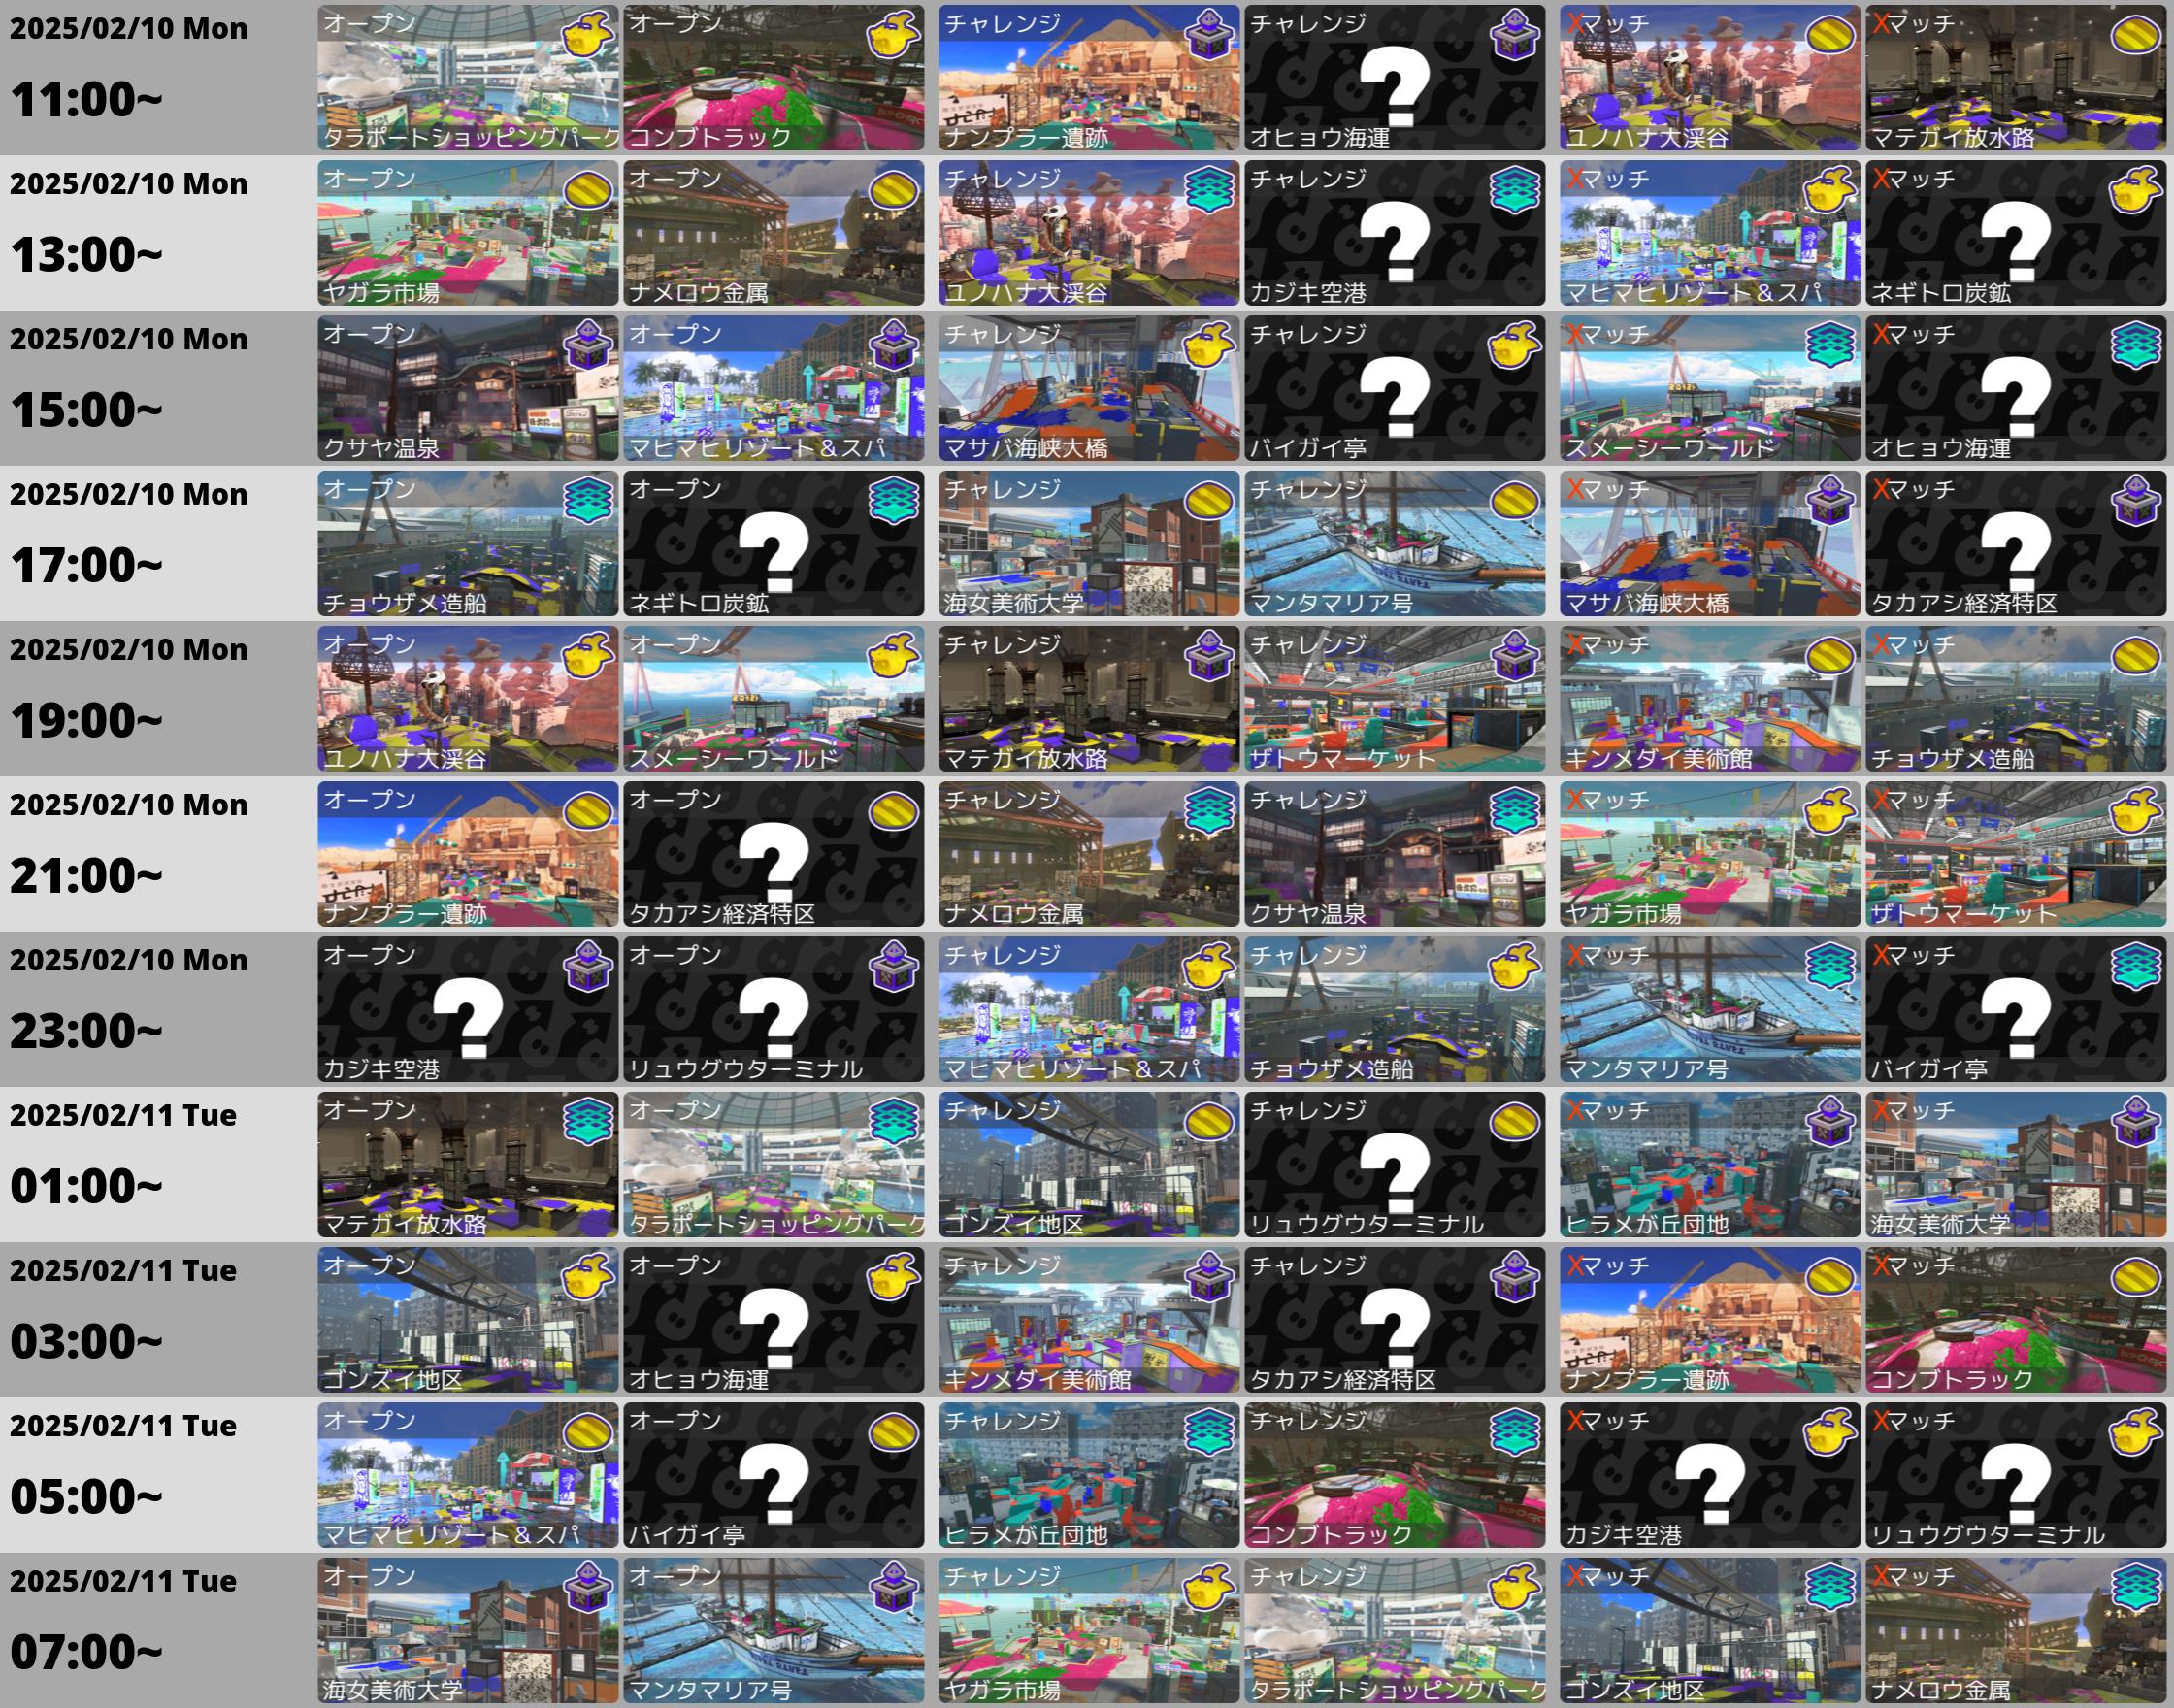 2025/02/10 Mon
11:00~
オープン オープン チャレンジ チャレンジ Xマッチ Xマッチ
タラポートショッピングパーク コンブトラック ナンプラー遺跡 オヒョウ海運 ユノハナ大渓谷 マテガイ放水路
2025/02/10 Mon
13:00~
オープン オープン チャレンジ チャレンジ Xマッチ Xマッチ
ヤガラ市場 ナメロウ金属 ユノハナ大渓谷 カジキ空港 マヒマヒリゾート＆スパ ネギトロ炭鉱
2025/02/10 Mon
15:00~
オープン オープン チャレンジ チャレンジ Xマッチ Xマッチ
クサヤ温泉 マヒマヒリゾート＆スパ マサバ海峡大橋 バイガイ亭 スメーシーワールド オヒョウ海運
2025/02/10 Mon
17:00~
オープン オープン チャレンジ チャレンジ Xマッチ Xマッチ
チョウザメ造船 ネギトロ炭鉱 海女美術大学 マンタマリア号 マサバ海峡大橋 タカアシ経済特区
2025/02/10 Mon
19:00~
オープン オープン チャレンジ チャレンジ Xマッチ Xマッチ
ユノハナ大渓谷 スメーシーワールド マテガイ放水路 ザトウマーケット キンメダイ美術館 チョウザメ造船
2025/02/10 Mon
21:00~
オープン オープン チャレンジ チャレンジ Xマッチ Xマッチ
ナンプラー遺跡 タカアシ経済特区 ナメロウ金属 クサヤ温泉 ヤガラ市場 ザトウマーケット
2025/02/10 Mon
23:00~
オープン オープン チャレンジ チャレンジ Xマッチ Xマッチ
カジキ空港 リュウグウターミナル マヒマヒリゾート＆スパ チョウザメ造船 マンタマリア号 バイガイ亭
2025/02/11 Tue
01:00~
オープン オープン チャレンジ チャレンジ Xマッチ Xマッチ
マテガイ放水路 タラポートショッピングパーク ゴンズイ地区 リュウグウターミナル ヒラメが丘団地 海女美術大学
2025/02/11 Tue
03:00~
オープン オープン チャレンジ チャレンジ Xマッチ Xマッチ
ゴンズイ地区 オヒョウ海運 キンメダイ美術館 タカアシ経済特区 ナンプラー遺跡 コンブトラック
2025/02/11 Tue
05:00~
オープン オープン チャレンジ チャレンジ Xマッチ Xマッチ
マヒマヒリゾート＆スパ バイガイ亭 ヒラメが丘団地 コンブトラック カジキ空港 リュウグウターミナル
2025/02/11 Tue
07:00~
オープン オープン チャレンジ チャレンジ Xマッチ Xマッチ
海女美術大学 マンタマリア号 ヤガラ市場 タラポートショッピングパーク ゴンズイ地区 ナメロウ金属